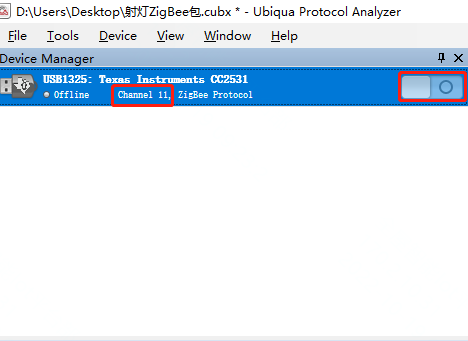 D:\Users\Desktop\射灯ZigBee包.cubx * - Ubiqua Protocol Analyzer
File Tools Device View Window Help
Device Manager
USB1325: Texas Instruments CC2531
Offline Channel 11, ZigBee Protocol